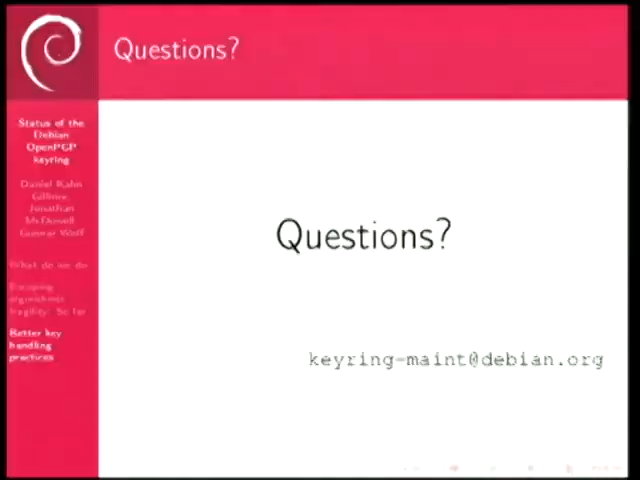 Questions?
Status of the
Debian
OpenPGP
keyring
Daniel Kahn
Gillmor,
Jonathan
McDowell,
Gunnar Wolf
What do we do
Escaping
algorithmic
fragility: So far
Better key
handling
practices
Questions?
keyring-maint@debian.org